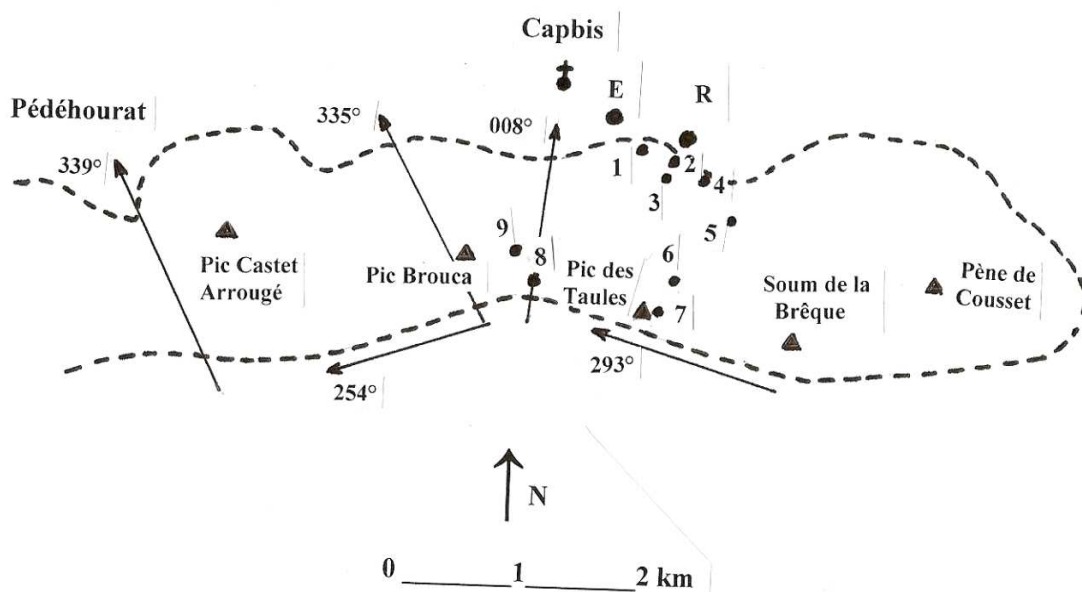 Capbis
E
R
Pédéhourat
335°
008°
339°
1
2
3
4
5
9
8
6
Pic Castet
Arrougé
Pic Brouca
Pic des
Taules
7
Soum de la
Brêque
Pène de
Cousset
254°
293°
N
0 1 2 km